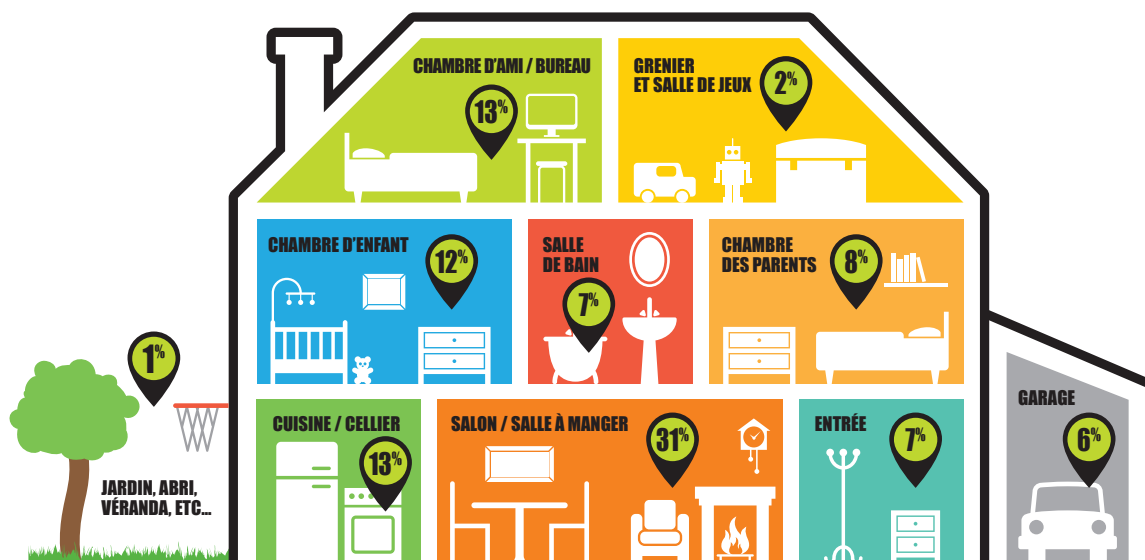 CHAMBRE D'AMI / BUREAU
13%
GRENIER
ET SALLE DE JEUX
2%
CHAMBRE D'ENFANT
12%
SALLE
DE BAIN
7%
CHAMBRE
DES PARENTS
8%
1%
JARDIN, ABRI,
VÉRANDA, ETC...
CUISINE / CELLIER
13%
SALON / SALLE À MANGER
31%
ENTRÉE
7%
GARAGE
6%